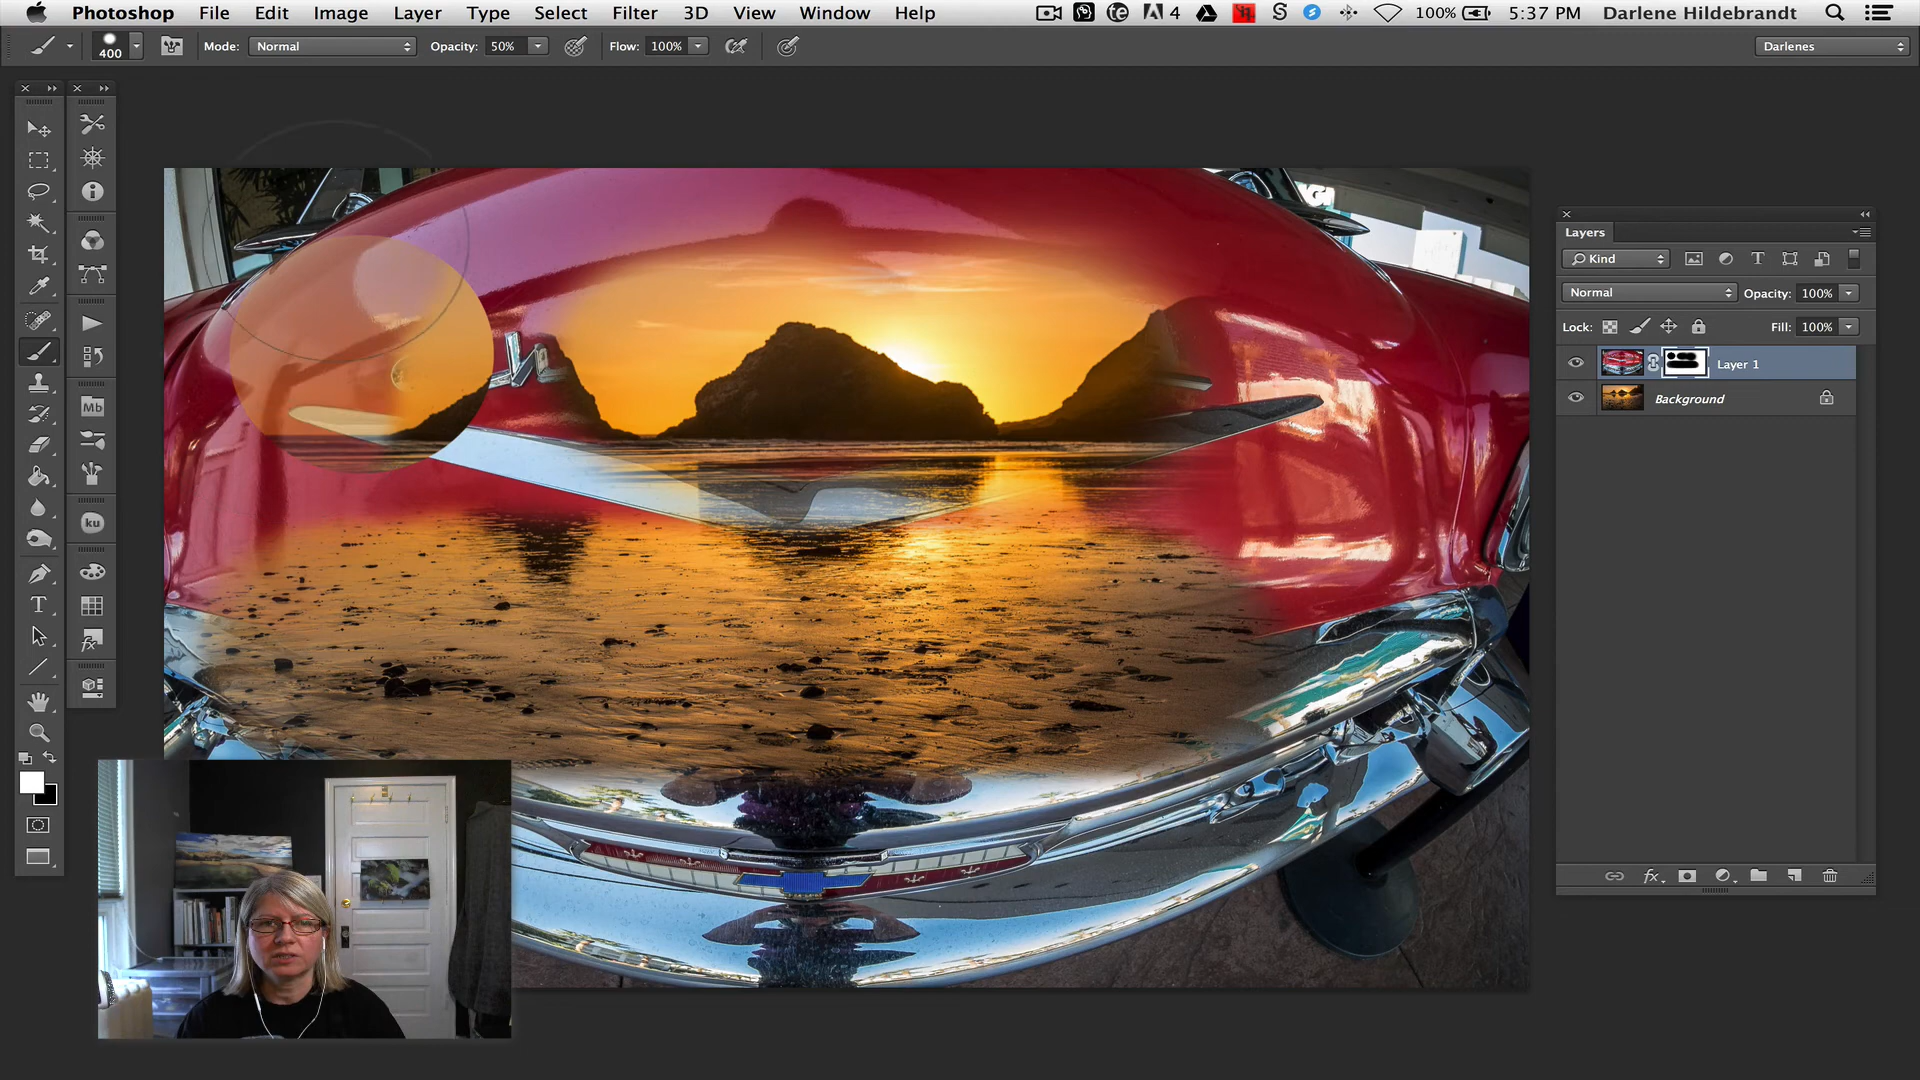 Photoshop File Edit Image Layer Type Select Filter 3D View Window Help 4 100% 5:37 PM Darlene Hildebrandt
400 Mode: Normal Opacity: 50% Flow: 100% Darlenes
Layers
Kind
Normal Opacity: 100%
Lock: Fill: 100%
Layer 1
Background
Mb
ku
T
fx
fx